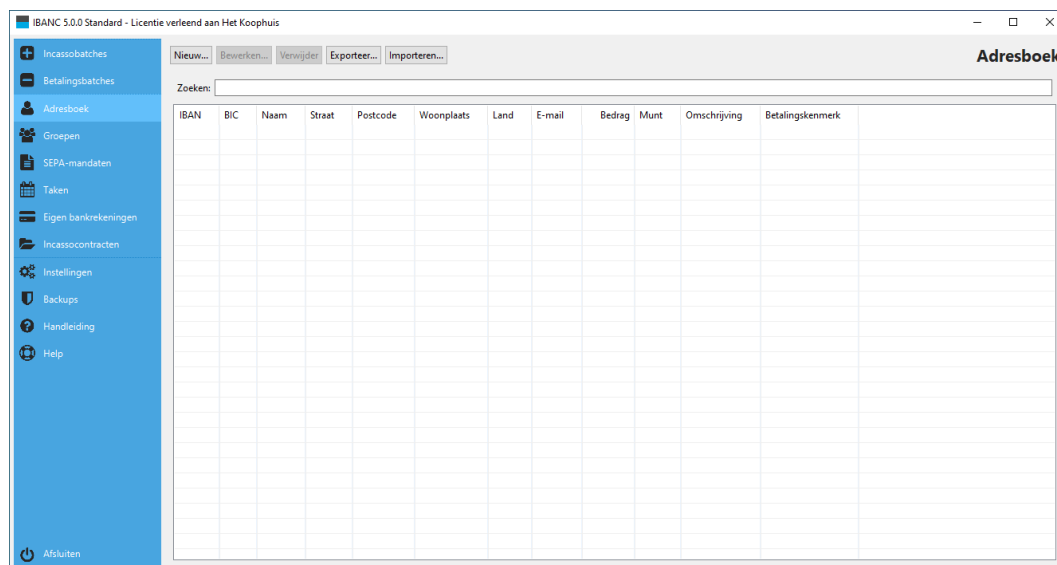 IBANC 5.0.0 Standard - Licentie verleend aan Het Koophuis
Incassobatches
Betalingsbatches
Adresboek
Groepen
SEPA-mandaten
Taken
Eigen bankrekeningen
Incassocontracten
Instellingen
Backups
Handleiding
Help
Afsluiten
Nieuw... Bewerken... Verwijder Exporteer... Importeren... Adresboek
Zoeken:
IBAN BIC Naam Straat Postcode Woonplaats Land E-mail Bedrag Munt Omschrijving Betalingskenmerk